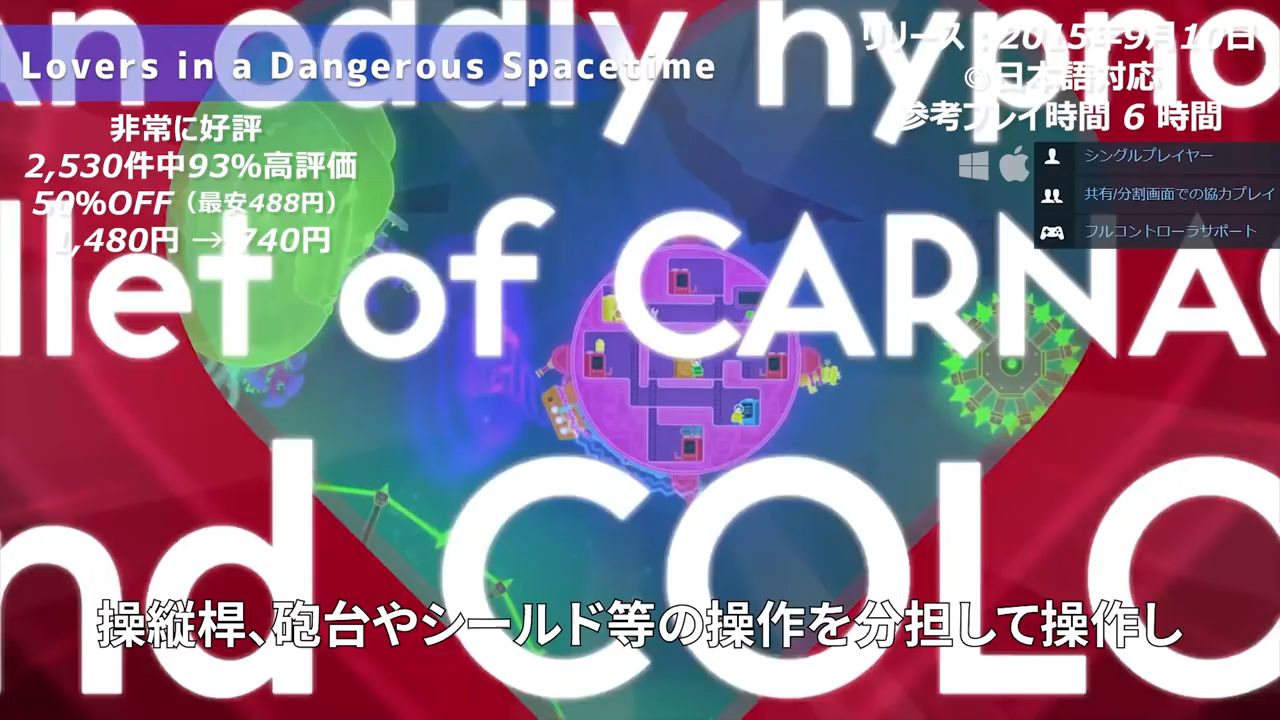 An oddly hypno
Lovers in a Dangerous Spacetime
リリース：2015年9月10日
◎日本語対応
参考プレイ時間 6 時間
非常に好評
2,530件中93%高評価
50%OFF（最安488円）
1,480円 → 740円
シングルプレイヤー
共有/分割画面での協力プレイ
フルコントローラサポート
llet of CARNAG
nd COLO
操縦桿、砲台やシールド等の操作を分担して操作し